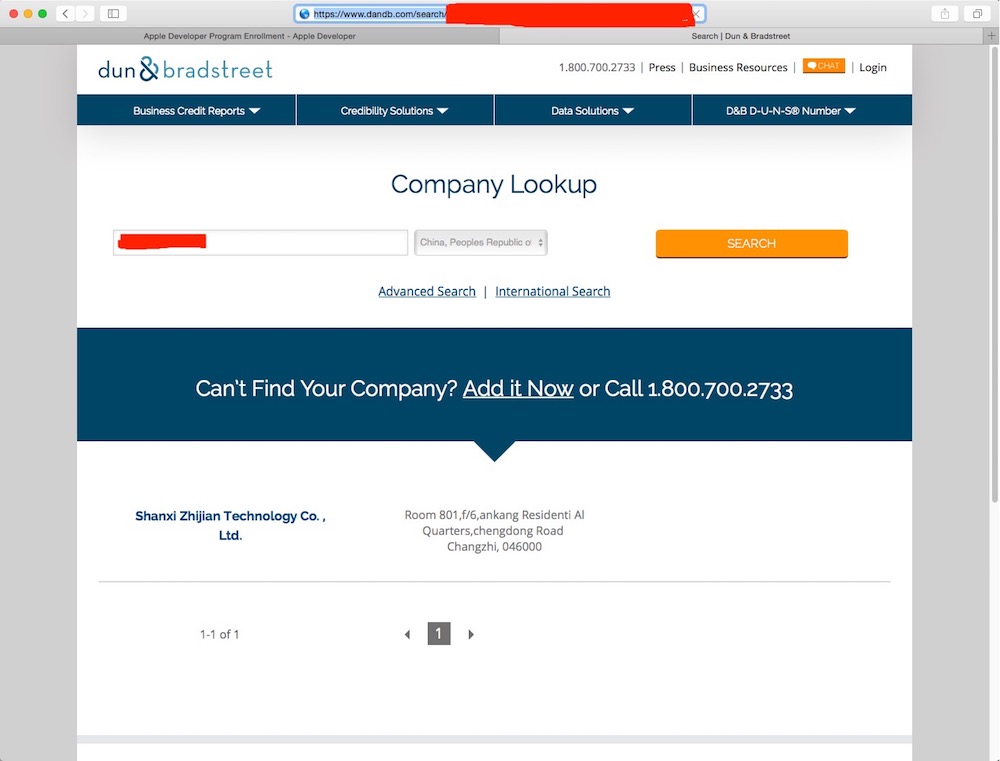 https://www.dandb.com/search/
Apple Developer Program Enrollment - Apple Developer
Search | Dun & Bradstreet
dun & bradstreet
1.800.700.2733 | Press | Business Resources | CHAT | Login
Business Credit Reports
Credibility Solutions
Data Solutions
D&B D-U-N-S® Number
Company Lookup
China, Peoples Republic o
SEARCH
Advanced Search | International Search
Can't Find Your Company? Add it Now or Call 1.800.700.2733
Shanxi Zhijian Technology Co. ,
Ltd.
Room 801,f/6,ankang Residenti Al
Quarters,chengdong Road
Changzhi, 046000
1-1 of 1
1